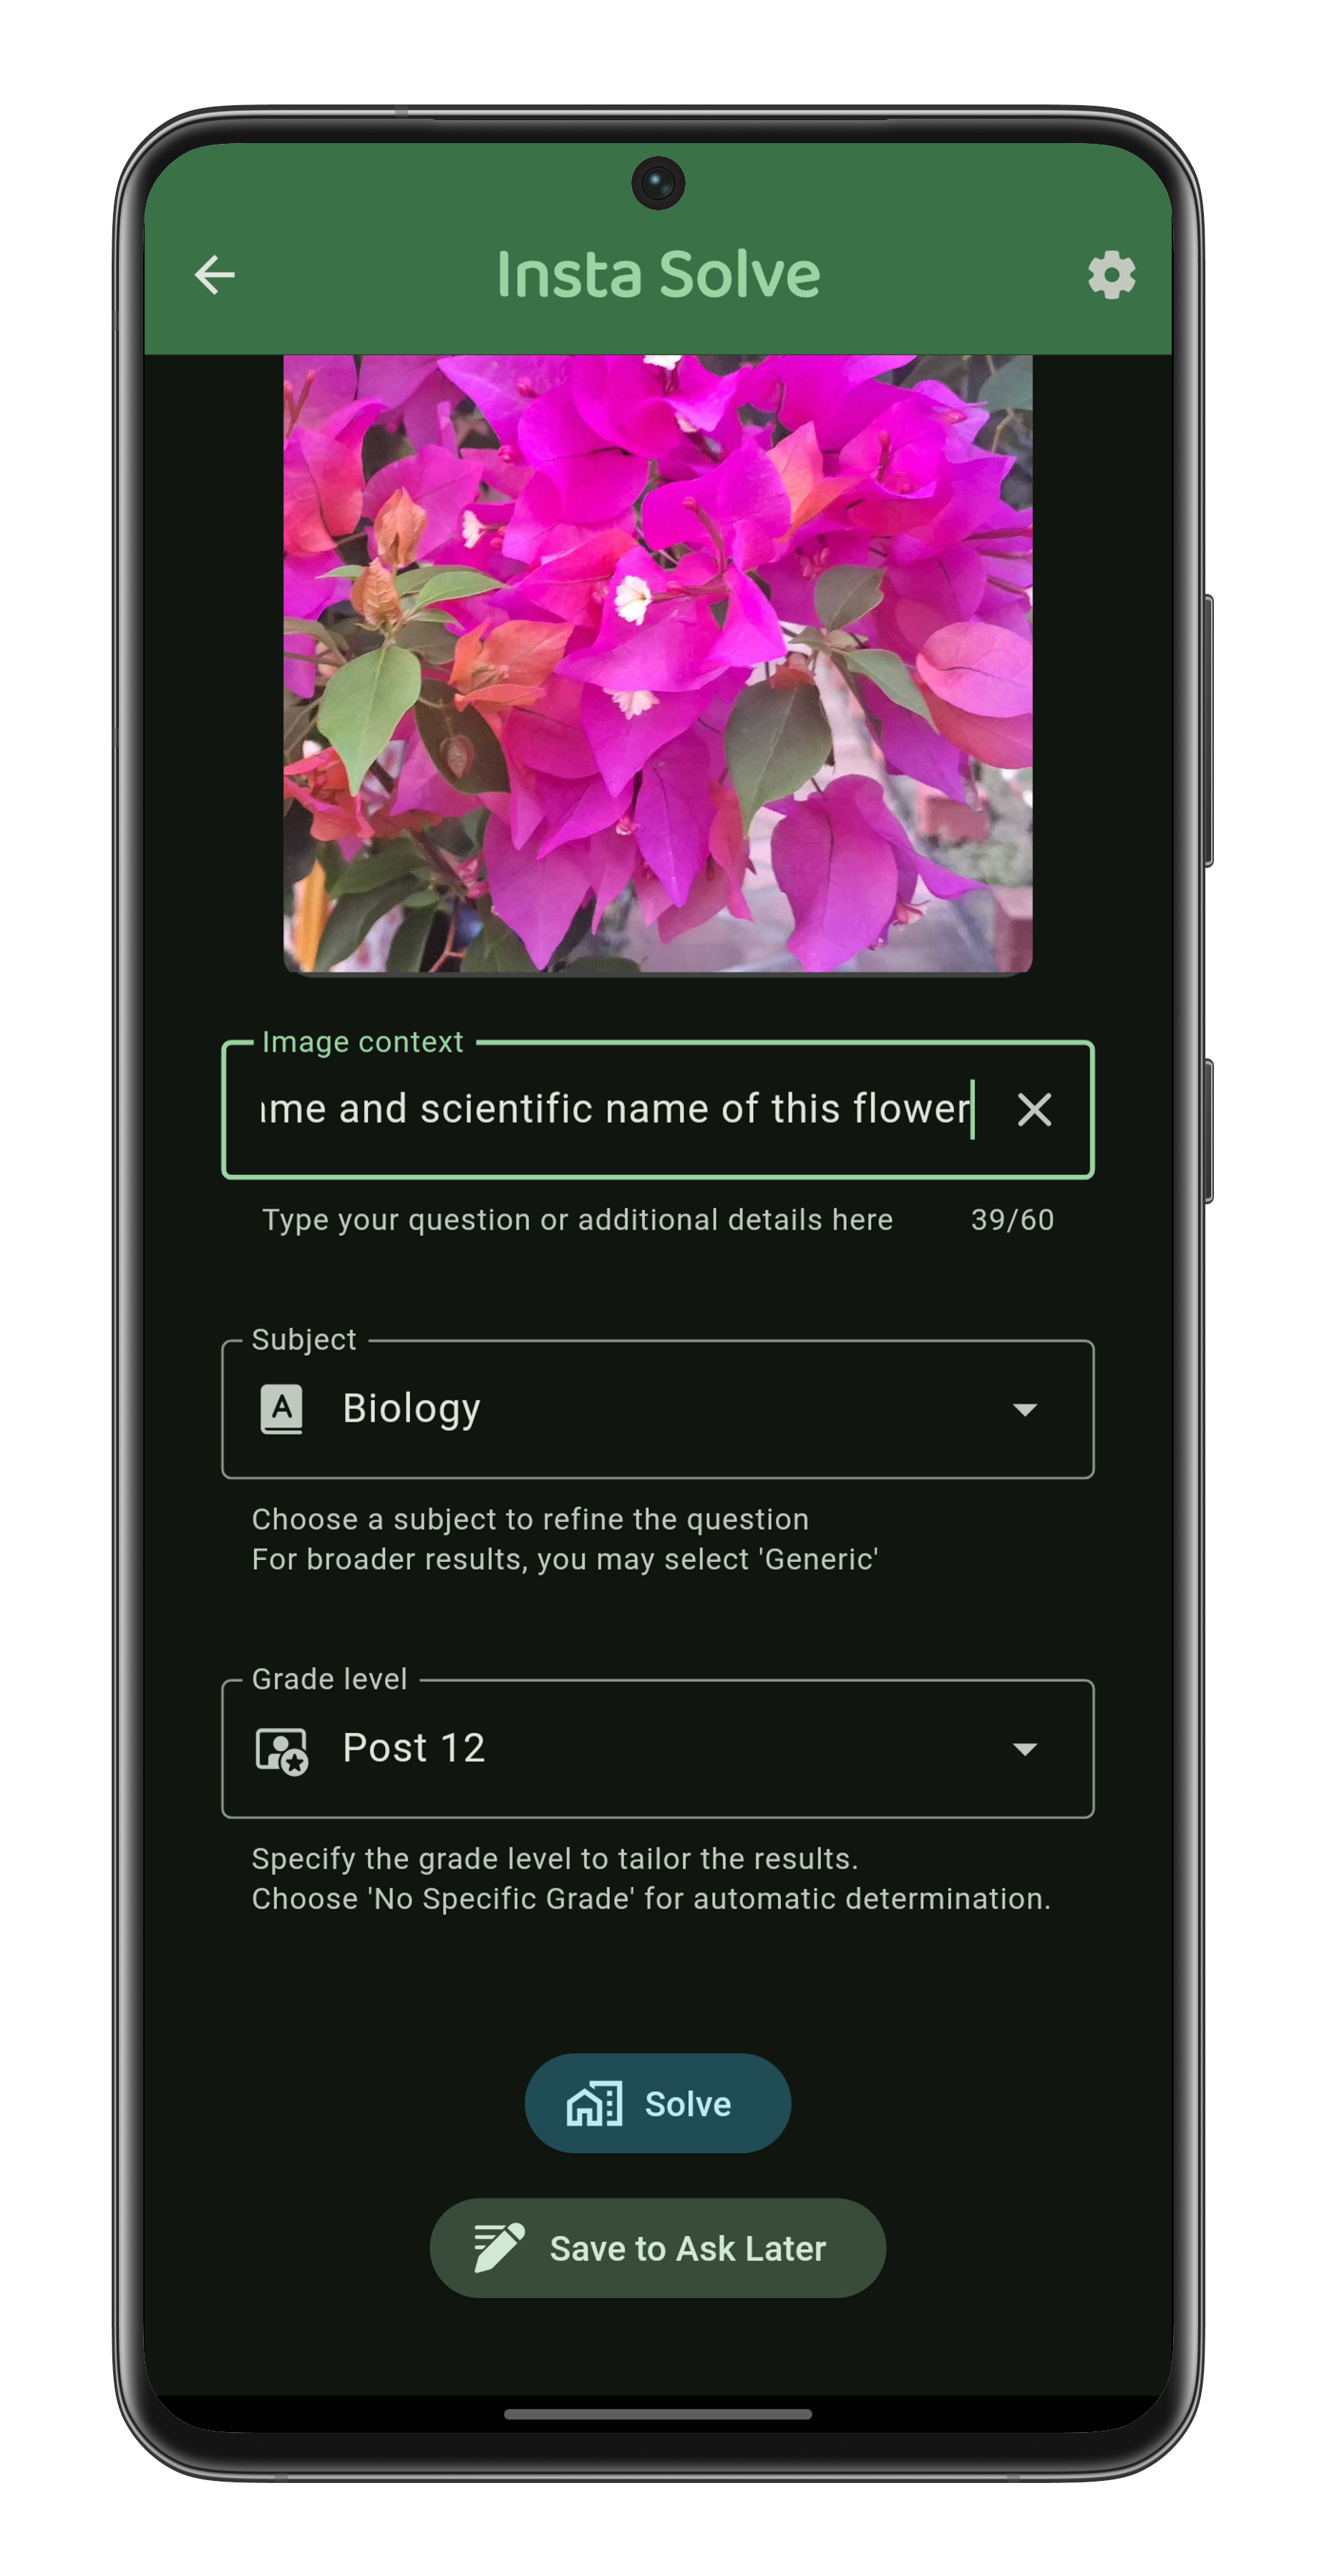 Insta Solve
Image context
me and scientific name of this flower
Type your question or additional details here 39/60
Subject
Biology
Choose a subject to refine the question
For broader results, you may select 'Generic'
Grade level
Post 12
Specify the grade level to tailor the results.
Choose 'No Specific Grade' for automatic determination.
Solve
Save to Ask Later